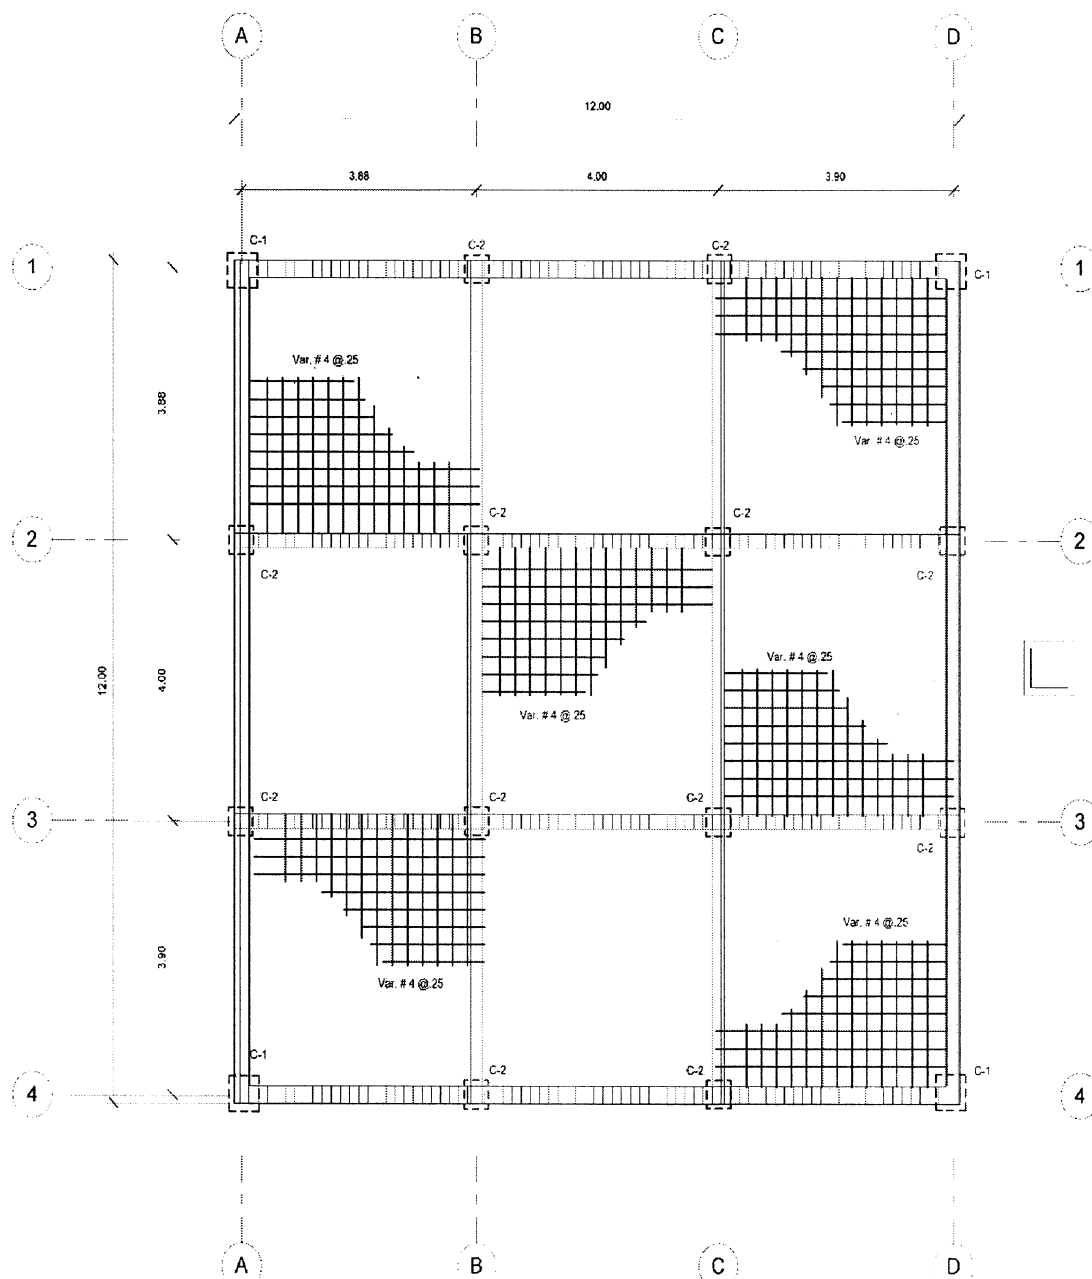 A B C D
12.00
3.88 4.00 3.90
C-1 C-2 C-2
1 1
C-1
Var. # 4 @.25
3.88
Var. # 4 @.25
C-2 C-2
2 2
C-2 C-2
Var. # 4 @.25
12.00 4.00
Var. # 4 @.25
C-2 C-2 C-2
3 3
C-2
Var. # 4 @.25
3.90
Var. # 4 @.25
C-1 C-2 C-2 C-1
4 4
A B C D